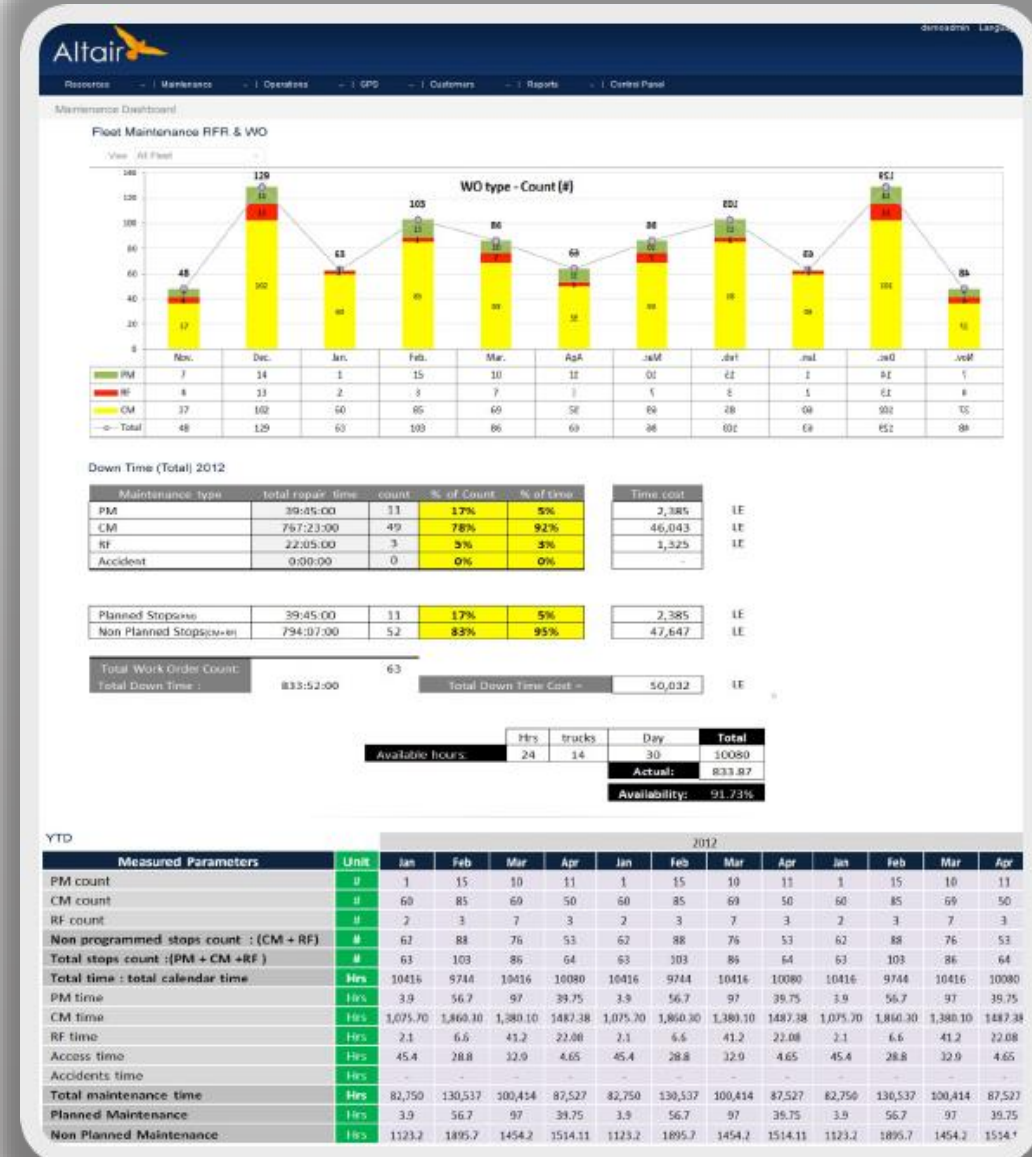 demoadmin Language
Altair
Resources | Maintenance | Operations | GPS | Customers | Reports | Control Panel
Maintenance Dashboard
Fleet Maintenance RFR & WO
View All Fleet
WO type - Count (#)
140
120
100
80
60
40
20
0
48 129 63 103 86 63
Nov. Dec. Jan. Feb. Mar.
PM 7 14 1 15 10
RF 13 2 3 7
CM 37 102 60 85 69
Total 48 129 63 103 86
Down Time (Total) 2012
Maintenance type total repair time count % of Count % of time Time cost
PM 39:45:00 11 17% 5% 2,385 LE
CM 767:23:00 49 78% 92% 46,043 LE
RF 22:05:00 3 5% 3% 1,325 LE
Accident 0:00:00 0 0% 0% -
Planned Stops(PM) 39:45:00 11 17% 5% 2,385 LE
Non Planned Stops(CM+RF) 794:07:00 52 83% 95% 47,647 LE
Total Work Order Count: 63
Total Down Time : 833:52:00 Total Down Time Cost = 50,032 LE
Hrs trucks Day Total
Available hours: 24 14 30 10080
Actual: 833.87
Availability: 91.73%
YTD
2012
Measured Parameters Unit Jan Feb Mar Apr Jan Feb Mar Apr Jan Feb Mar Apr
PM count # 1 15 10 11 1 15 10 11 1 15 10 11
CM count # 60 85 69 50 60 85 69 50 60 85 69 50
RF count # 2 3 7 3 2 3 7 3 2 3 7 3
Non programmed stops count : (CM + RF) # 62 88 76 53 62 88 76 53 62 88 76 53
Total stops count :(PM + CM +RF ) # 63 103 86 64 63 103 86 64 63 103 86 64
Total time : total calendar time Hrs 10416 9744 10416 10080 10416 9744 10416 10080 10416 9744 10416 10080
PM time Hrs 3.9 56.7 97 39.75 3.9 56.7 97 39.75 3.9 56.7 97 39.75
CM time Hrs 1,075.70 1,860.30 1,380.10 1487.38 1,075.70 1,860.30 1,380.10 1487.38 1,075.70 1,860.30 1,380.10 1487.38
RF time Hrs 2.1 6.6 41.2 22.08 2.1 6.6 41.2 22.08 2.1 6.6 41.2 22.08
Access time Hrs 45.4 28.8 32.9 4.65 45.4 28.8 32.9 4.65 45.4 28.8 32.9 4.65
Accidents time Hrs - - - - - - - - - - - -
Total maintenance time Hrs 82,750 130,537 100,414 87,527 82,750 130,537 100,414 87,527 82,750 130,537 100,414 87,527
Planned Maintenance Hrs 3.9 56.7 97 39.75 3.9 56.7 97 39.75 3.9 56.7 97 39.75
Non Planned Maintenance Hrs 1123.2 1895.7 1454.2 1514.11 1123.2 1895.7 1454.2 1514.11 1123.2 1895.7 1454.2